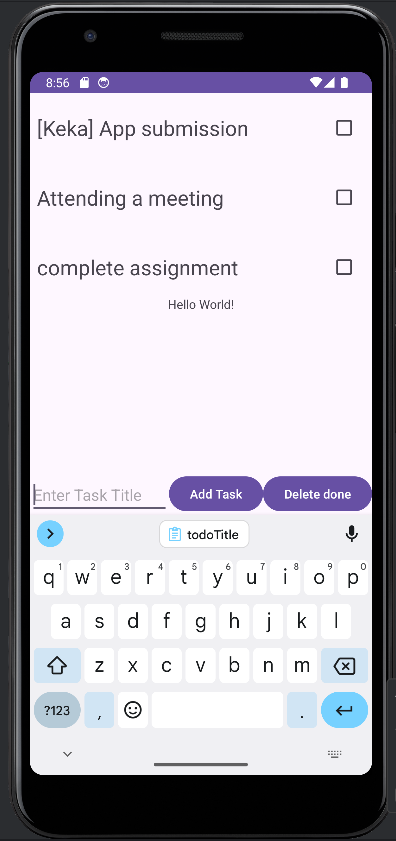 8:56
[Keka] App submission
Attending a meeting
complete assignment
Hello World!
Enter Task Title Add Task Delete done
todoTitle
q1 w2 e3 r4 t5 y6 u7 i8 o9 p0
a s d f g h j k l
z x c v b n m
?123 , .